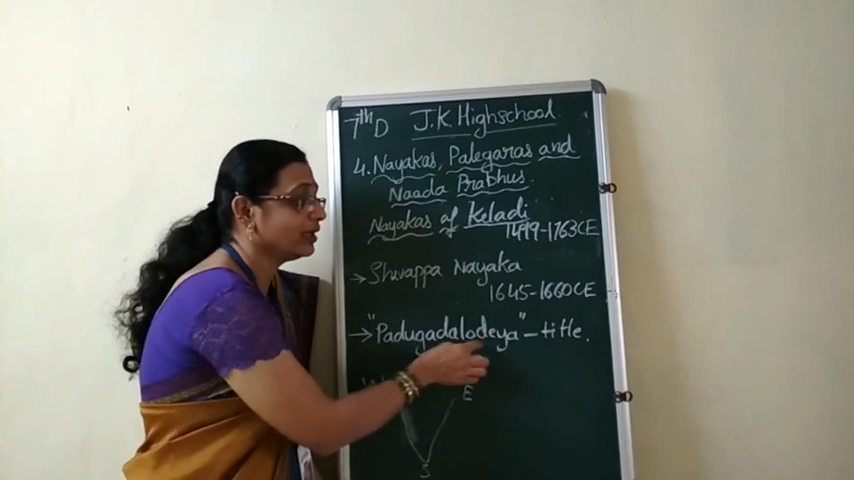 7th D J.K. Highschool
4. Nayakas, Palegaras and
Naada Prabhus.
Nayakas of Keladi
1499-1763CE
→ Shivappa Nayaka
1645-1660CE
→ "Padugadalodeya" - title.
W
E
S